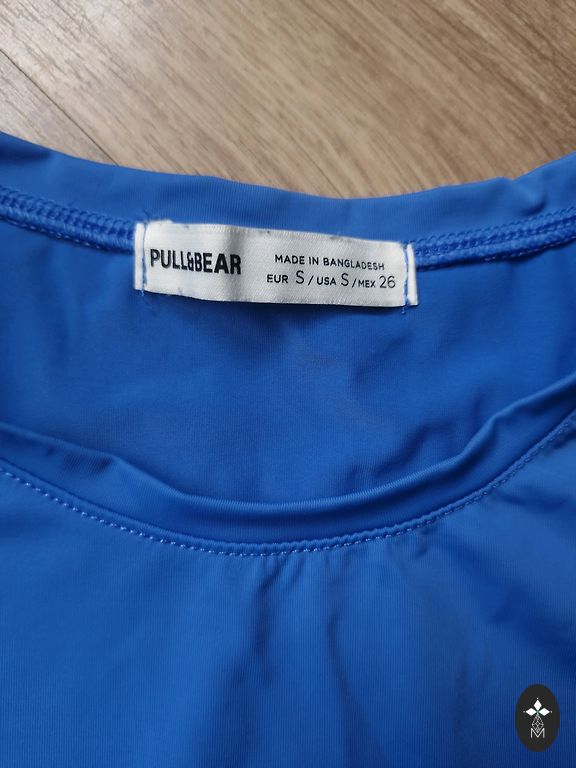 PULL&BEAR
MADE IN BANGLADESH
EUR S / USA S / MEX 26
M